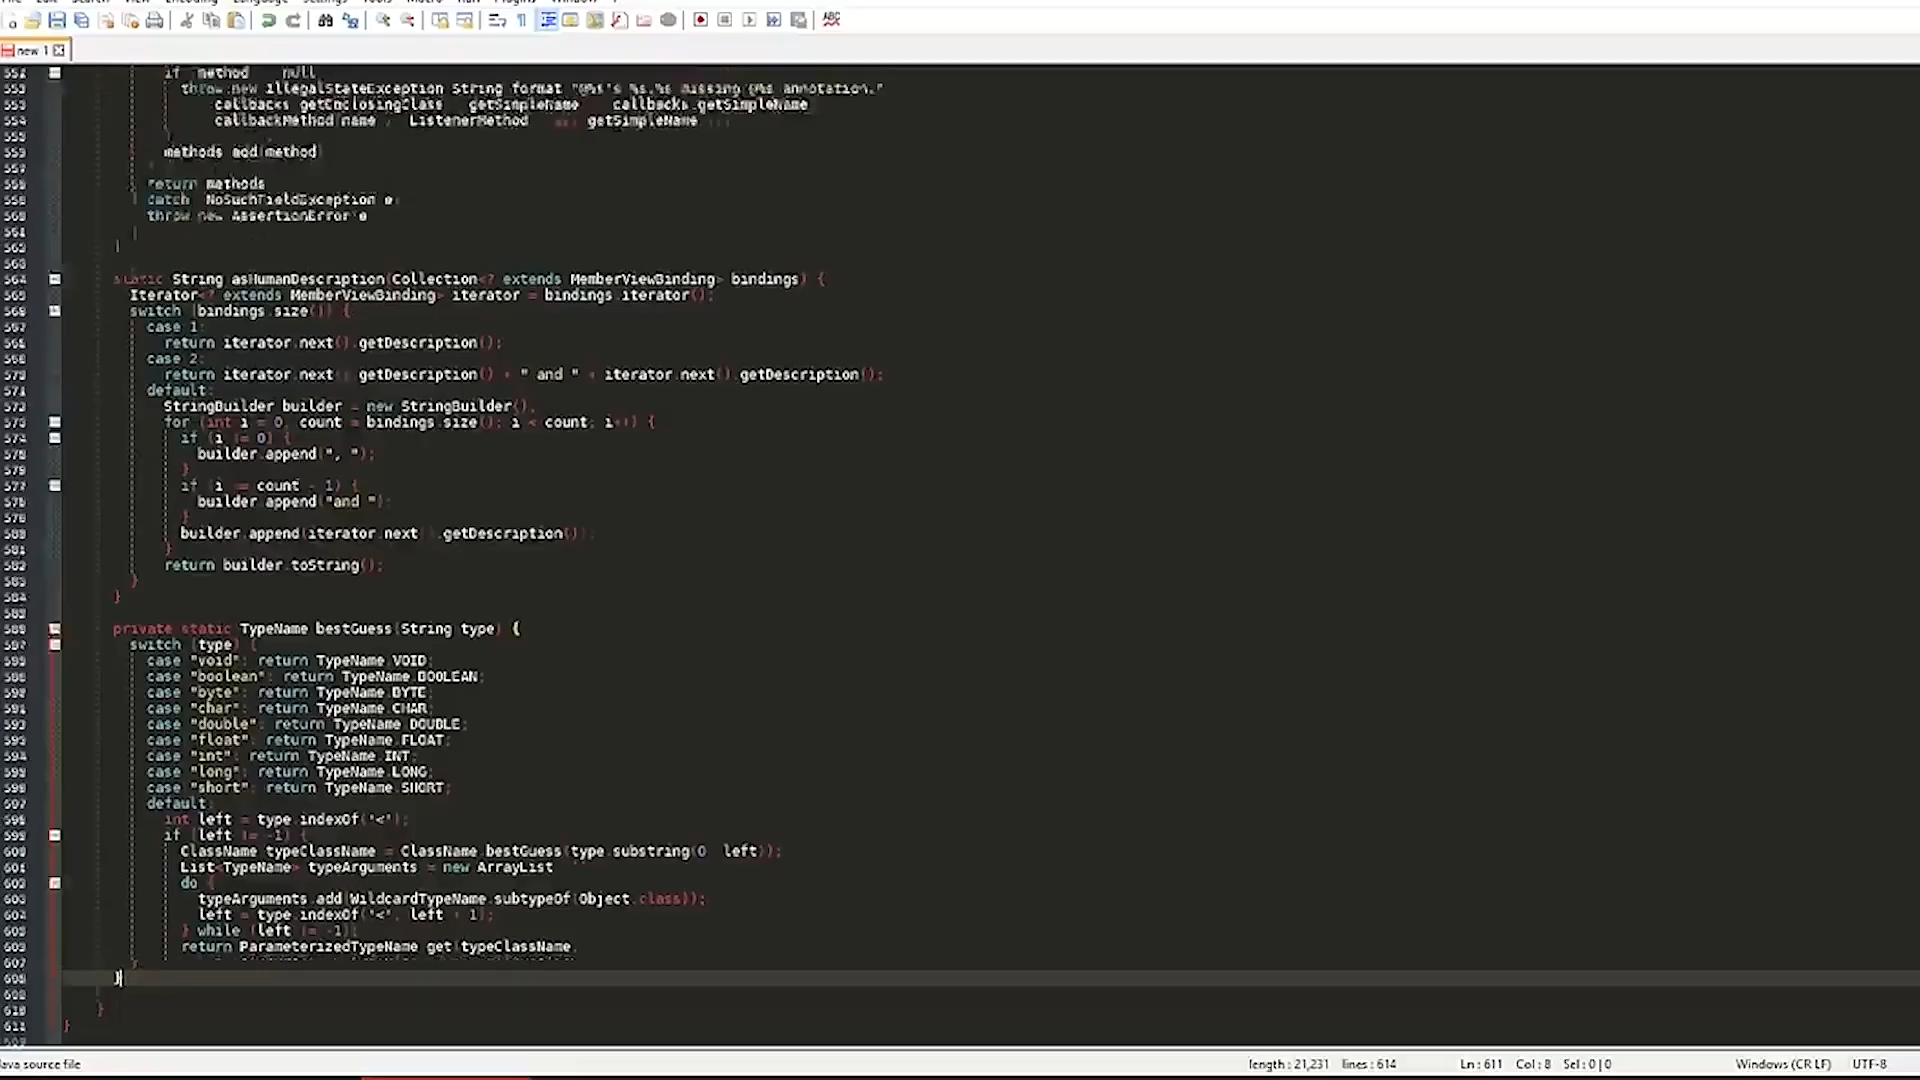 new 1
if method null
throw new IllegalStateException String format "@%s's %s.%s missing @%s annotation."
callbacks getEnclosingClass getSimpleName callbacks.getSimpleName
callbackMethod name ListenerMethod getSimpleName
methods add method
return methods
catch NoSuchFieldException e
throw new AssertionError e
static String asHumanDescription(Collection<? extends MemberViewBinding> bindings) {
Iterator<? extends MemberViewBinding> iterator = bindings.iterator();
switch (bindings.size()) {
case 1:
return iterator.next().getDescription();
case 2:
return iterator.next().getDescription() + " and " + iterator.next().getDescription();
default:
StringBuilder builder = new StringBuilder();
for (int i = 0, count = bindings.size(); i < count; i++) {
if (i != 0) {
builder.append(", ");
}
if (i == count - 1) {
builder.append("and ");
}
builder.append(iterator.next().getDescription());
}
return builder.toString();
}
}
private static TypeName bestGuess(String type) {
switch (type) {
case "void": return TypeName.VOID;
case "boolean": return TypeName.BOOLEAN;
case "byte": return TypeName.BYTE;
case "char": return TypeName.CHAR;
case "double": return TypeName.DOUBLE;
case "float": return TypeName.FLOAT;
case "int": return TypeName.INT;
case "long": return TypeName.LONG;
case "short": return TypeName.SHORT;
default:
int left = type.indexOf('<');
if (left != -1) {
ClassName typeClassName = ClassName.bestGuess(type.substring(0, left));
List<TypeName> typeArguments = new ArrayList
do {
typeArguments.add(WildcardTypeName.subtypeOf(Object.class));
left = type.indexOf('<', left + 1);
} while (left != -1);
return ParameterizedTypeName.get(typeClassName,
}
}
}
}
Java source file length : 21,231 lines : 614 Ln : 611 Col : 8 Sel : 0 | 0 Windows (CR LF) UTF-8